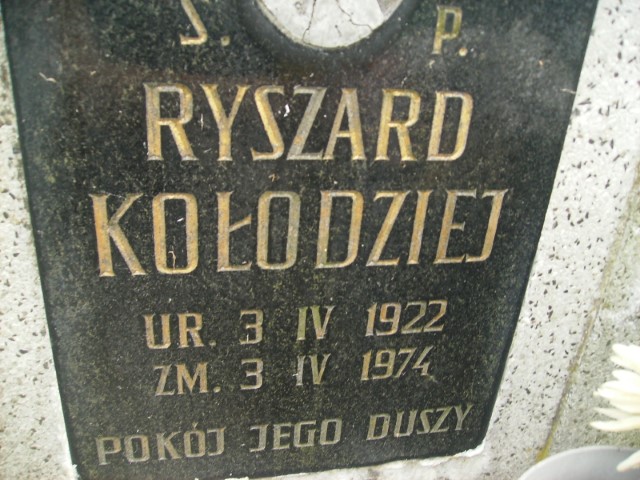 S. P.
RYSZARD
KOŁODZIEJ
UR. 3 IV 1922
ZM. 3 IV 1974
POKÓJ JEGO DUSZY